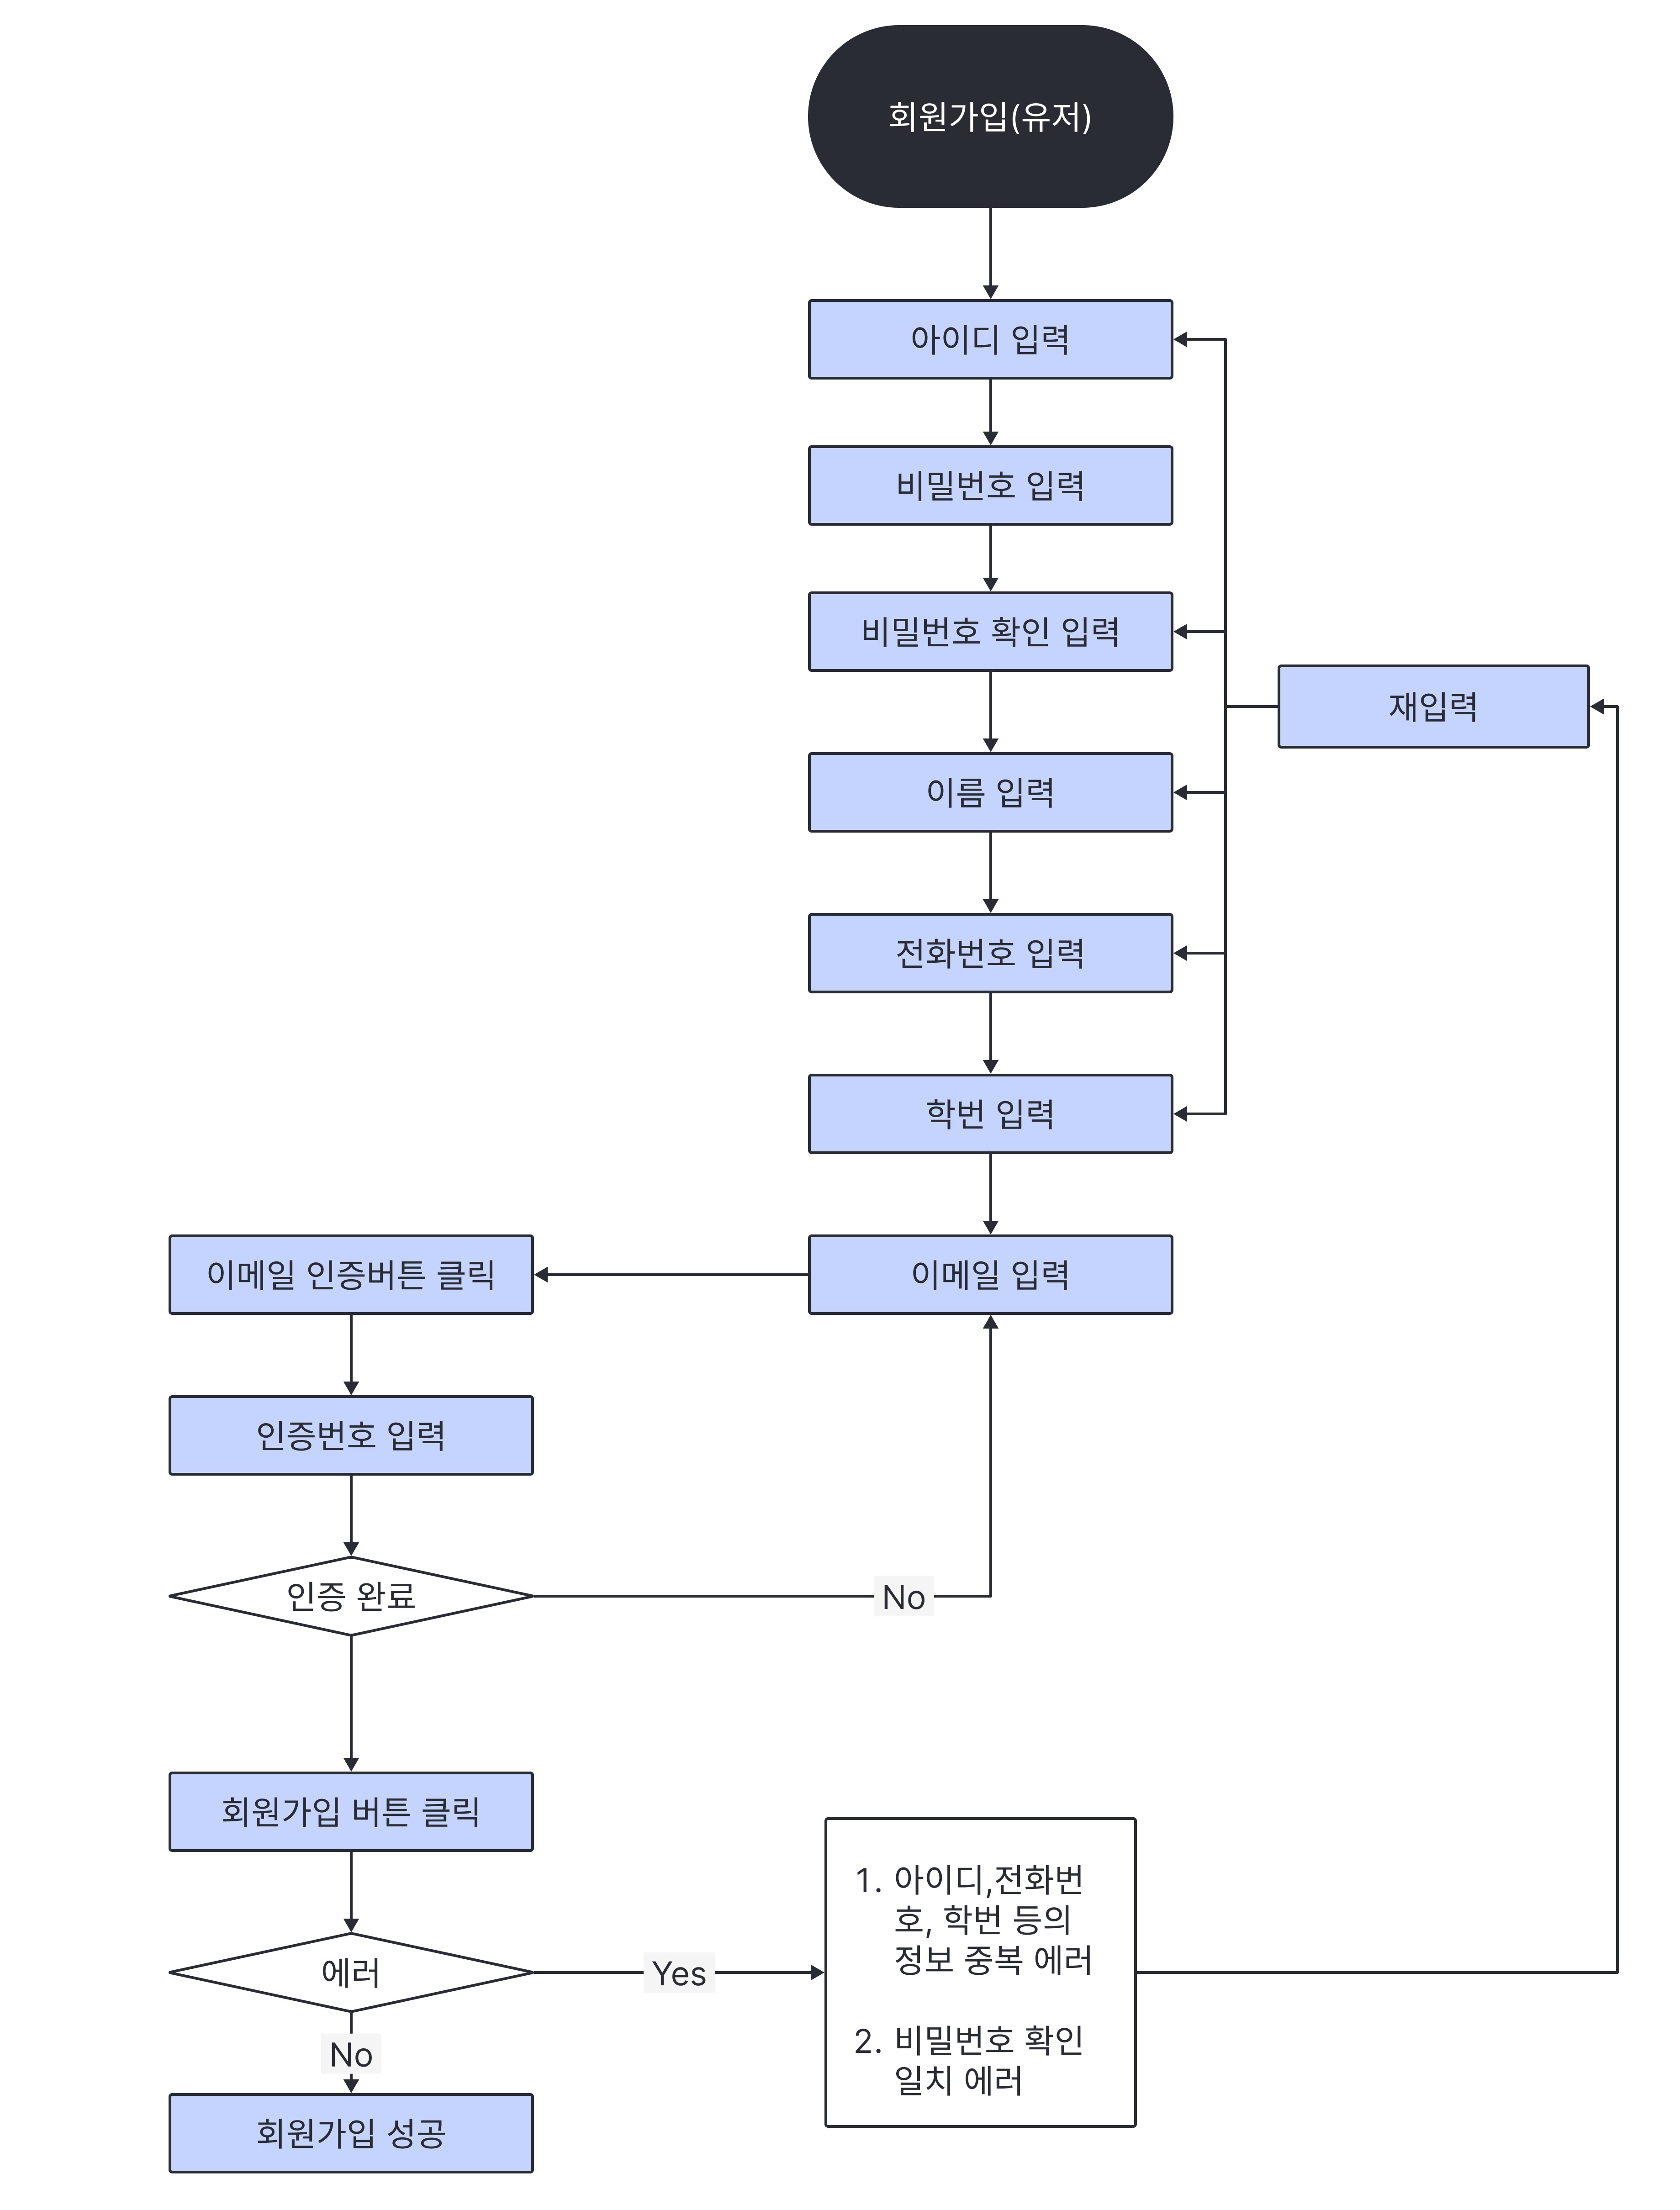 회원가입(유저)
아이디 입력
비밀번호 입력
비밀번호 확인 입력
재입력
이름 입력
전화번호 입력
학번 입력
이메일 인증버튼 클릭
이메일 입력
인증번호 입력
인증 완료
No
회원가입 버튼 클릭
1. 아이디,전화번
호, 학번 등의
정보 중복 에러
에러
Yes
2. 비밀번호 확인
일치 에러
No
회원가입 성공